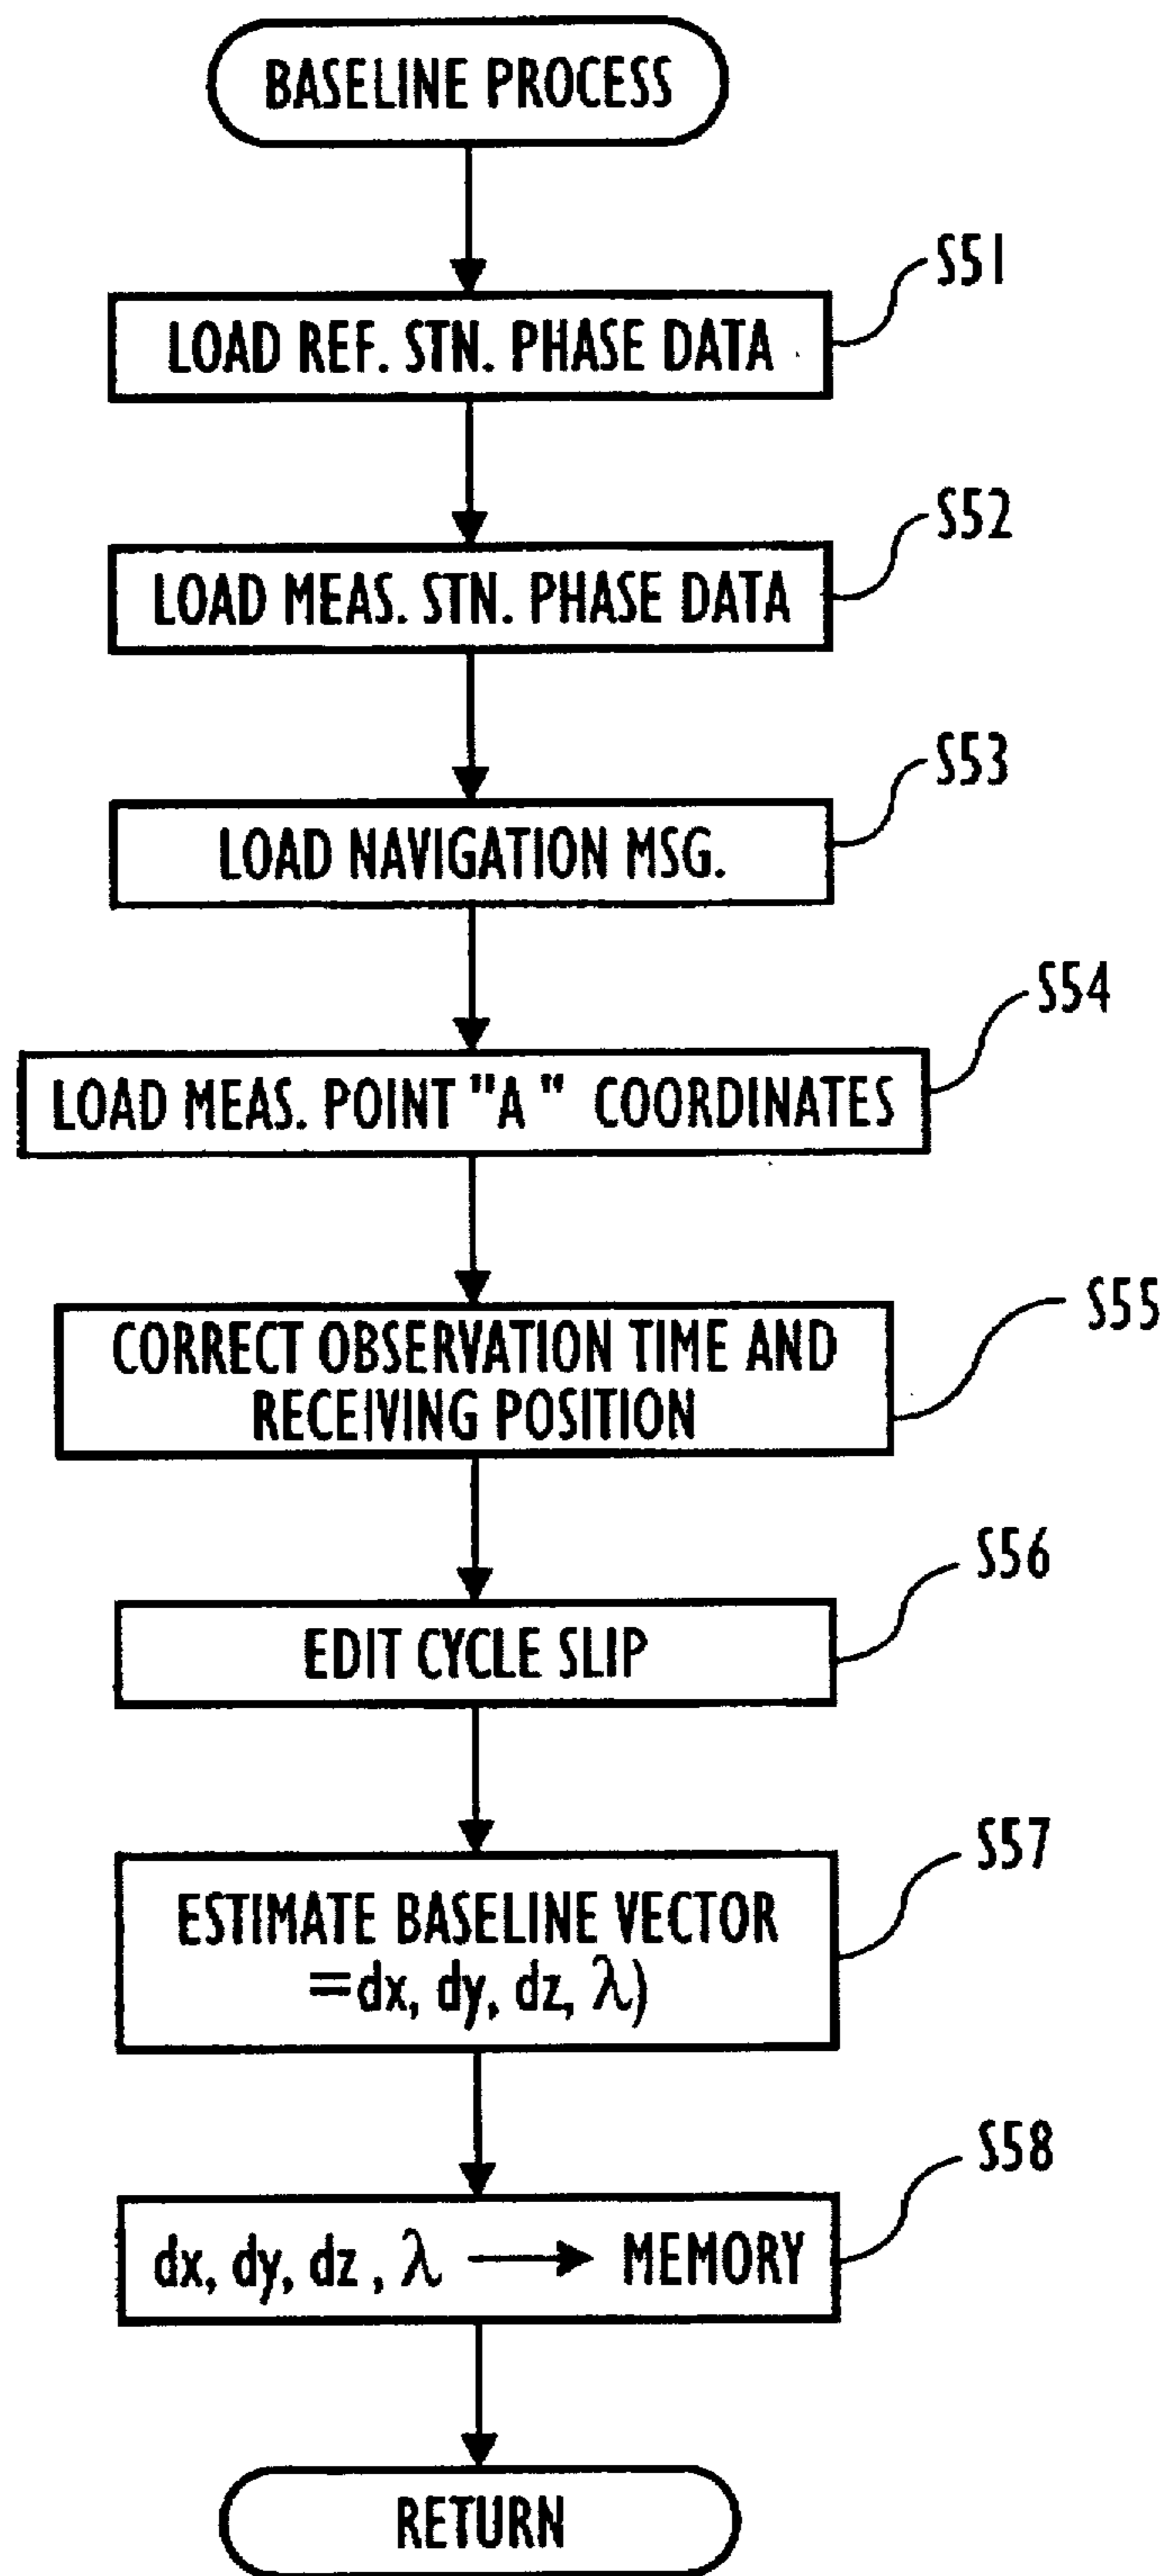 BASELINE PROCESS
S51
LOAD REF. STN. PHASE DATA
S52
LOAD MEAS. STN. PHASE DATA
S53
LOAD NAVIGATION MSG.
S54
LOAD MEAS. POINT "A" COORDINATES
S55
CORRECT OBSERVATION TIME AND
RECEIVING POSITION
S56
EDIT CYCLE SLIP
S57
ESTIMATE BASELINE VECTOR
=dx, dy, dz, λ)
S58
dx, dy, dz, λ → MEMORY
RETURN